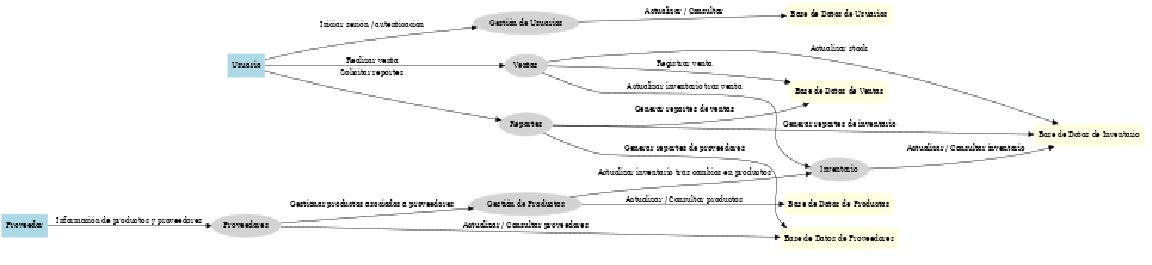 Iniciar sesión / autenticación
Gestión de Usuarios
Actualizar / Consultar
Base de Datos de Usuarios
Usuario
Realizar venta
Solicitar reportes
Ventas
Actualizar stock
Registrar venta
Actualizar inventario tras venta
Base de Datos de Ventas
Reportes
Generar reportes de ventas
Generar reportes de inventario
Base de Datos de Inventario
Generar reportes de proveedores
Actualizar / Consultar inventario
Inventario
Actualizar inventario tras cambios en productos
Gestionar productos asociados a proveedores
Gestión de Productos
Actualizar / Consultar productos
Base de Datos de Productos
Proveedor
Información de productos y proveedores
Proveedores
Actualizar / Consultar proveedores
Base de Datos de Proveedores